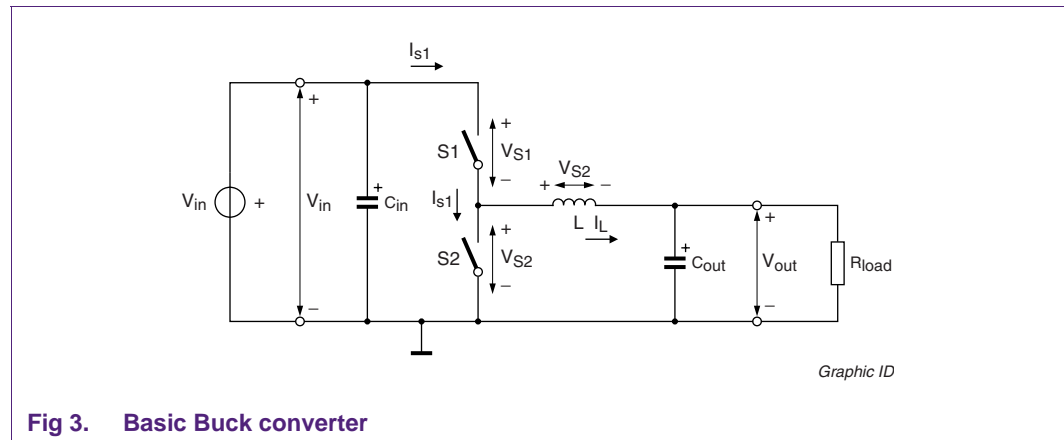 Is1
+
+
S1
VS1
VS2
−
+
−
Vin
+
Vin
+
Cin
Is1
+
L
IL
+
+
S2
VS2
Cout
Vout
Rload
−
−
−
Graphic ID
Fig 3. Basic Buck converter